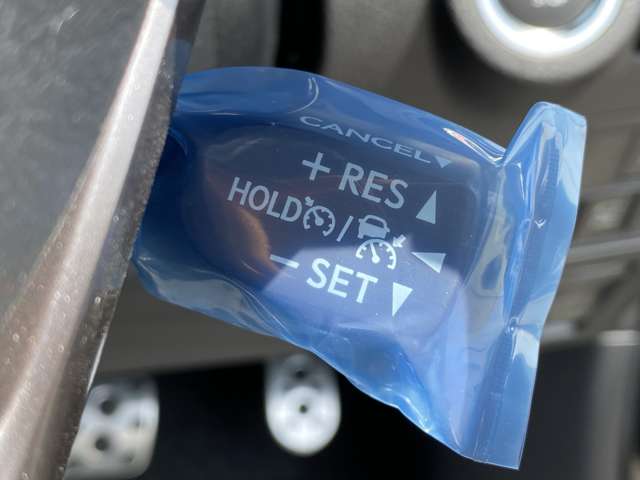 CANCEL
+ RES
HOLD /
− SET